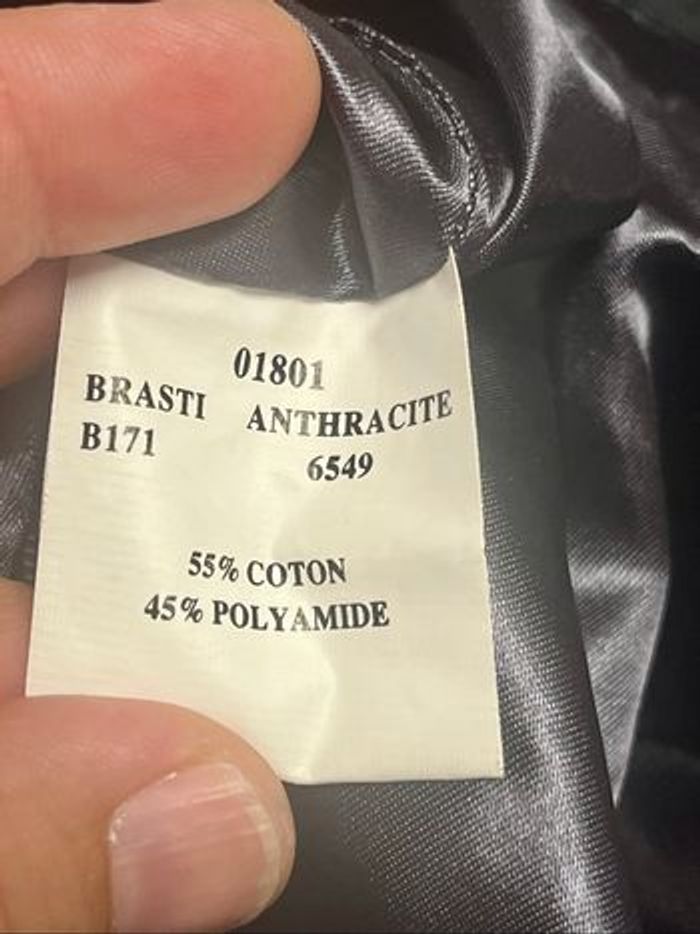 01801
BRASTI ANTHRACITE
B171 6549
55% COTON
45% POLYAMIDE